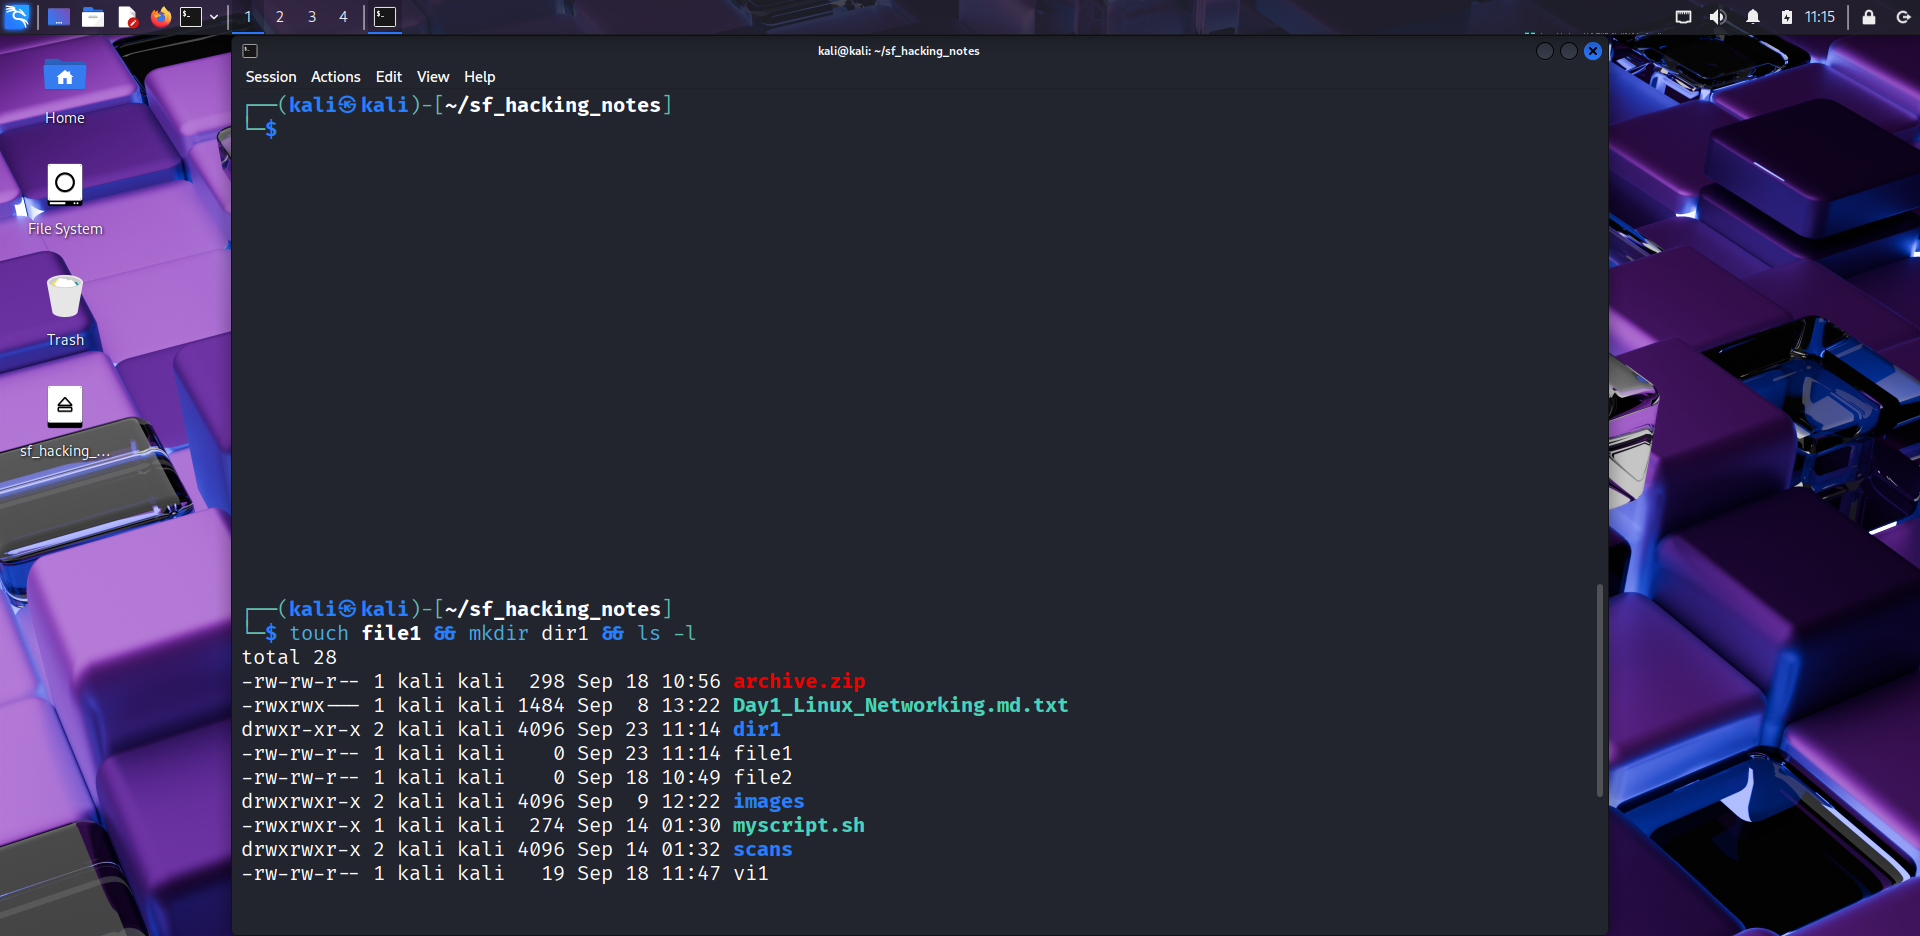 1 2 3 4
11:15
kali@kali: ~/sf_hacking_notes
Session Actions Edit View Help
Home
File System
Trash
sf_hacking_...
┌──(kali㉿kali)-[~/sf_hacking_notes]
└─$
┌──(kali㉿kali)-[~/sf_hacking_notes]
└─$ touch file1 && mkdir dir1 && ls -l
total 28
-rw-rw-r-- 1 kali kali  298 Sep 18 10:56 archive.zip
-rwxrwx--- 1 kali kali 1484 Sep  8 13:22 Day1_Linux_Networking.md.txt
drwxr-xr-x 2 kali kali 4096 Sep 23 11:14 dir1
-rw-rw-r-- 1 kali kali    0 Sep 23 11:14 file1
-rw-rw-r-- 1 kali kali    0 Sep 18 10:49 file2
drwxrwxr-x 2 kali kali 4096 Sep  9 12:22 images
-rwxrwxr-x 1 kali kali  274 Sep 14 01:30 myscript.sh
drwxrwxr-x 2 kali kali 4096 Sep 14 01:32 scans
-rw-rw-r-- 1 kali kali   19 Sep 18 11:47 vi1